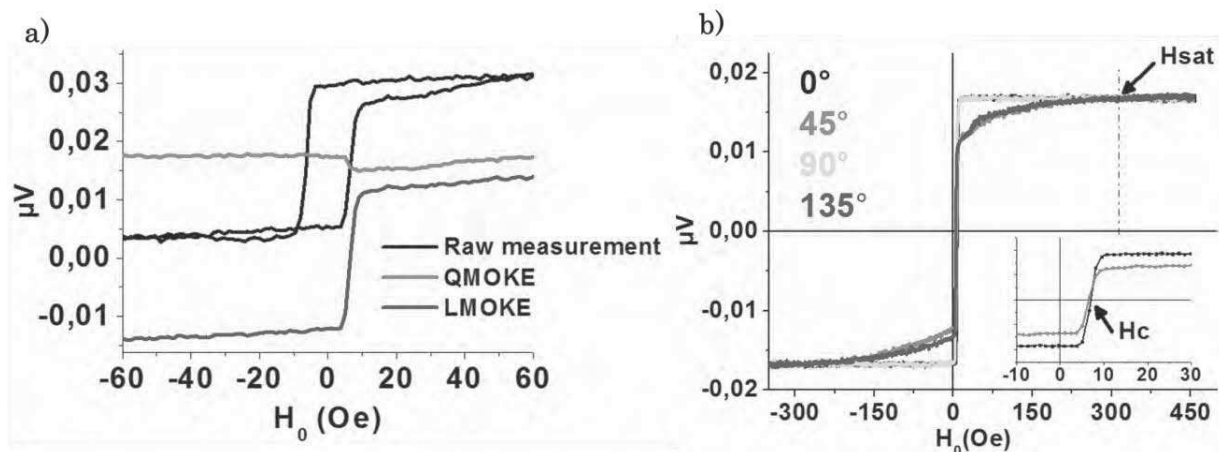 a)
0,03
0,02
0,01
0,00
-0,01
µV
-60 -40 -20 0 20 40 60
H0 (Oe)
Raw measurement
QMOKE
LMOKE
b)
0,02
0,01
0,00
-0,01
-0,02
µV
-300 -150 0 150 300 450
H0(Oe)
0°
45°
90°
135°
Hsat
Hc
-10 0 10 20 30